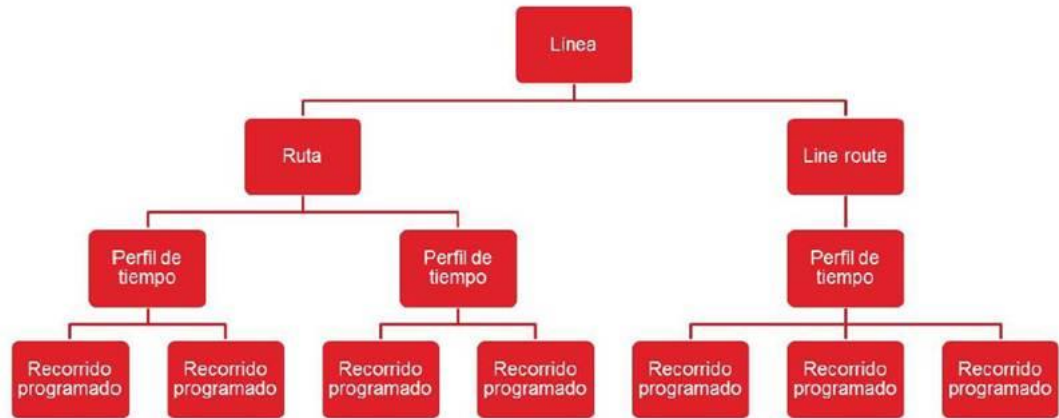 Línea
Ruta
Line route
Perfil de
tiempo
Perfil de
tiempo
Perfil de
tiempo
Recorrido
programado
Recorrido
programado
Recorrido
programado
Recorrido
programado
Recorrido
programado
Recorrido
programado
Recorrido
programado